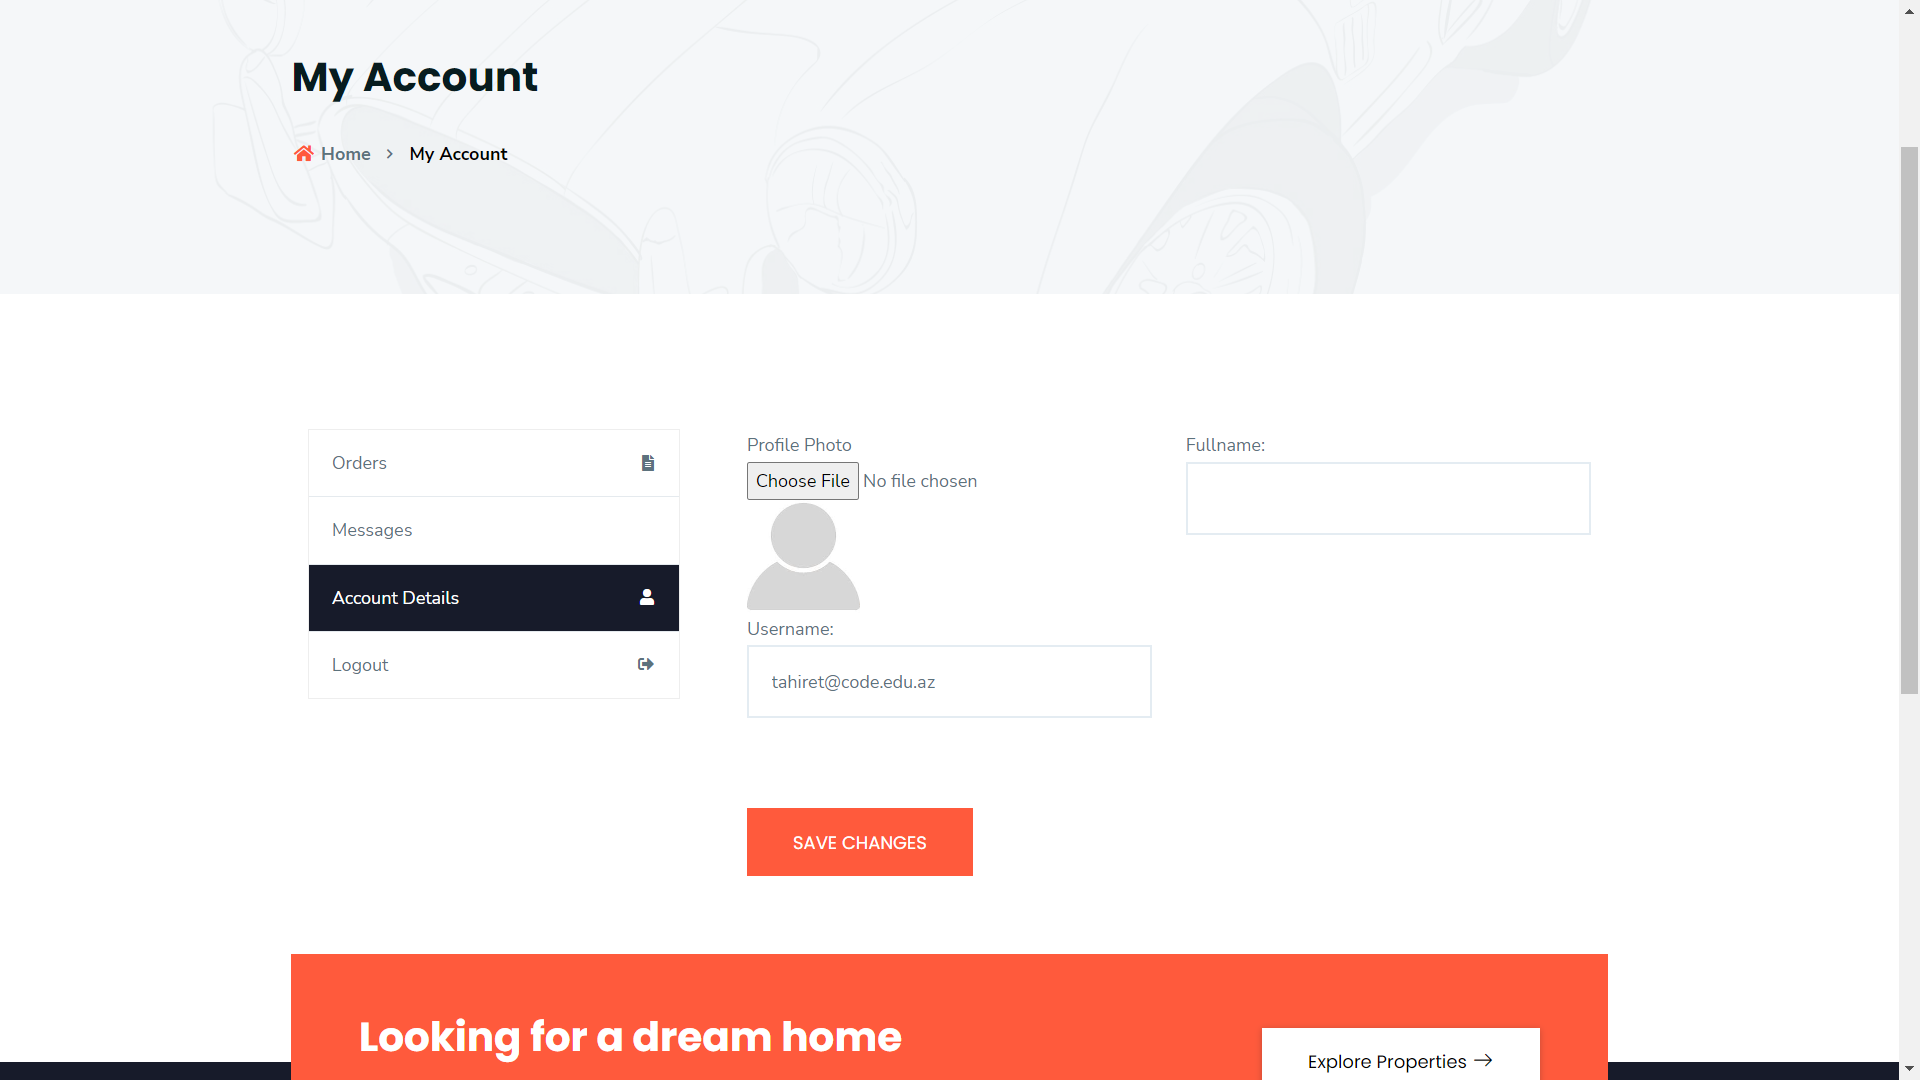 My Account
Home > My Account
Orders
Messages
Account Details
Logout
Profile Photo
Choose File No file chosen
Username:
tahiret@code.edu.az
Fullname:
SAVE CHANGES
Looking for a dream home
Explore Properties →